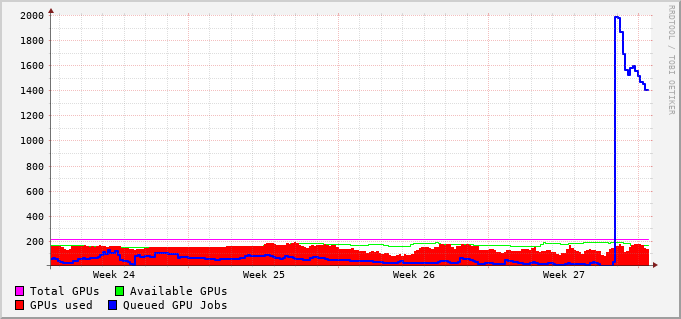 RRDTOOL / TOBI OETIKER
2000
1800
1600
1400
1200
1000
800
600
400
200
Week 24 Week 25 Week 26 Week 27
Total GPUs Available GPUs
GPUs used Queued GPU Jobs